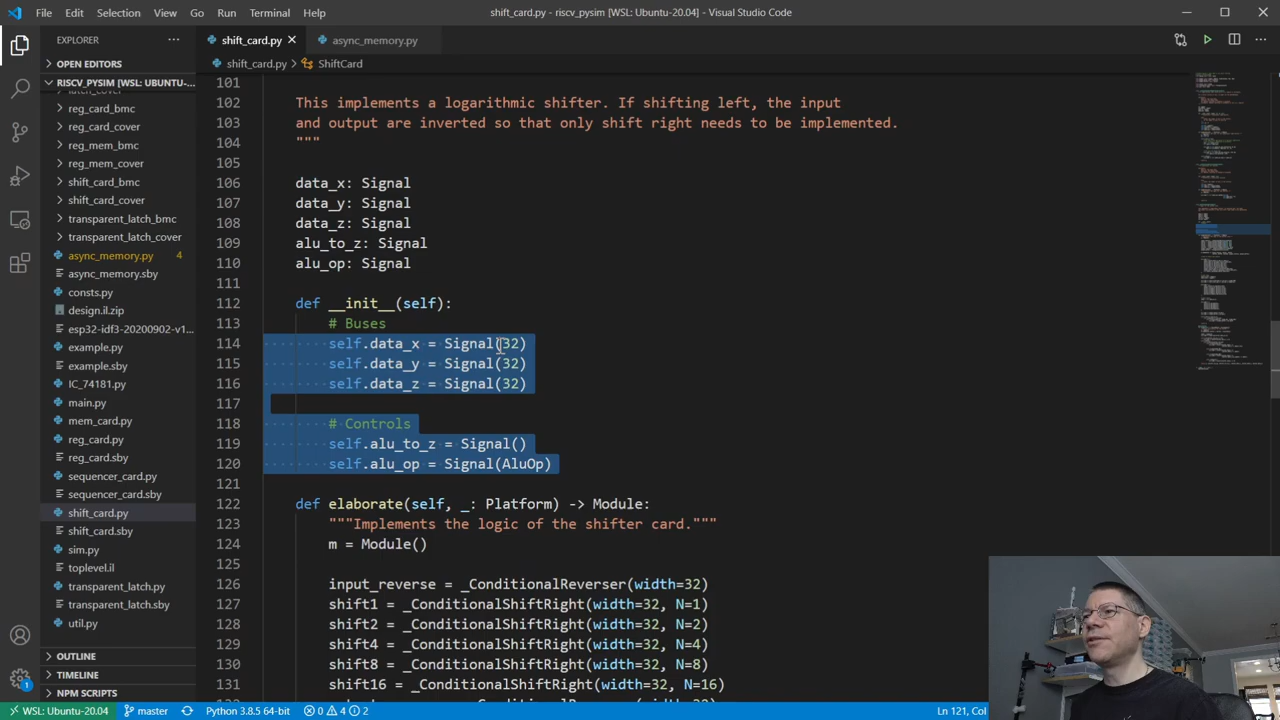 File Edit Selection View Go Run Terminal Help
shift_card.py - riscv_pysim [WSL: Ubuntu-20.04] - Visual Studio Code
EXPLORER
OPEN EDITORS
RISCV_PYSIM [WSL: UBUNTU-...
latch_cover
reg_card_bmc
reg_card_cover
reg_mem_bmc
reg_mem_cover
shift_card_bmc
shift_card_cover
transparent_latch_bmc
transparent_latch_cover
async_memory.py 4
async_memory.sby
consts.py
design.il.zip
esp32-idf3-20200902-v1...
example.py
example.sby
IC_74181.py
main.py
mem_card.py
reg_card.py
reg_card.sby
sequencer_card.py
sequencer_card.sby
shift_card.py
shift_card.sby
sim.py
toplevel.il
transparent_latch.py
transparent_latch.sby
util.py
OUTLINE
TIMELINE
NPM SCRIPTS
1
shift_card.py
async_memory.py
shift_card.py > ShiftCard
101
102 This implements a logarithmic shifter. If shifting left, the input
103 and output are inverted so that only shift right needs to be implemented.
104 """
105
106 data_x: Signal
107 data_y: Signal
108 data_z: Signal
109 alu_to_z: Signal
110 alu_op: Signal
111
112 def __init__(self):
113 # Buses
114 self.data_x = Signal(32)
115 self.data_y = Signal(32)
116 self.data_z = Signal(32)
117
118 # Controls
119 self.alu_to_z = Signal()
120 self.alu_op = Signal(AluOp)
121
122 def elaborate(self, _: Platform) -> Module:
123 """Implements the logic of the shifter card."""
124 m = Module()
125
126 input_reverse = _ConditionalReverser(width=32)
127 shift1 = _ConditionalShiftRight(width=32, N=1)
128 shift2 = _ConditionalShiftRight(width=32, N=2)
129 shift4 = _ConditionalShiftRight(width=32, N=4)
130 shift8 = _ConditionalShiftRight(width=32, N=8)
131 shift16 = _ConditionalShiftRight(width=32, N=16)
WSL: Ubuntu-20.04 master Python 3.8.5 64-bit 0 4 2
Ln 121, Col